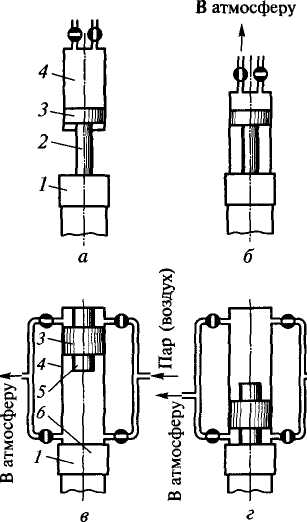 В атмосферу
4
3
2
1
а
б
3
4
5
6
1
В атмосферу
Пар (воздух)
В атмосферу
в
г